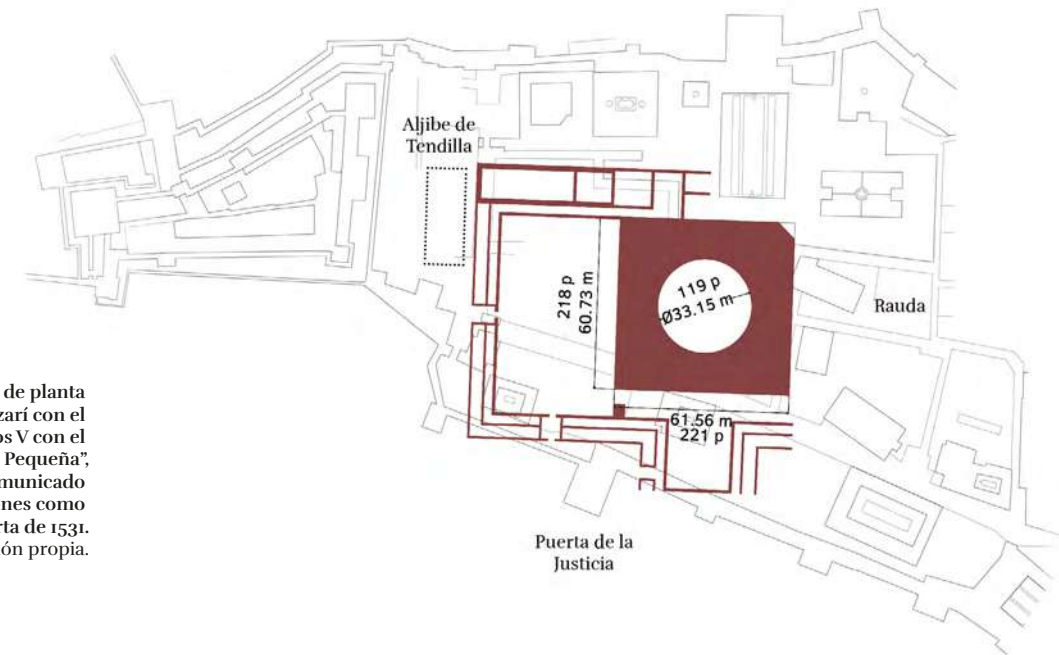 Aljibe de
Tendilla
218 p
60.73 m
119 p
Ø33.15 m
Rauda
61.56 m
221 p
Puerta de la
Justicia
de planta
zarí con el
os V con el
Pequeña”,
municado
nes como
rta de 1531.
ón propia.